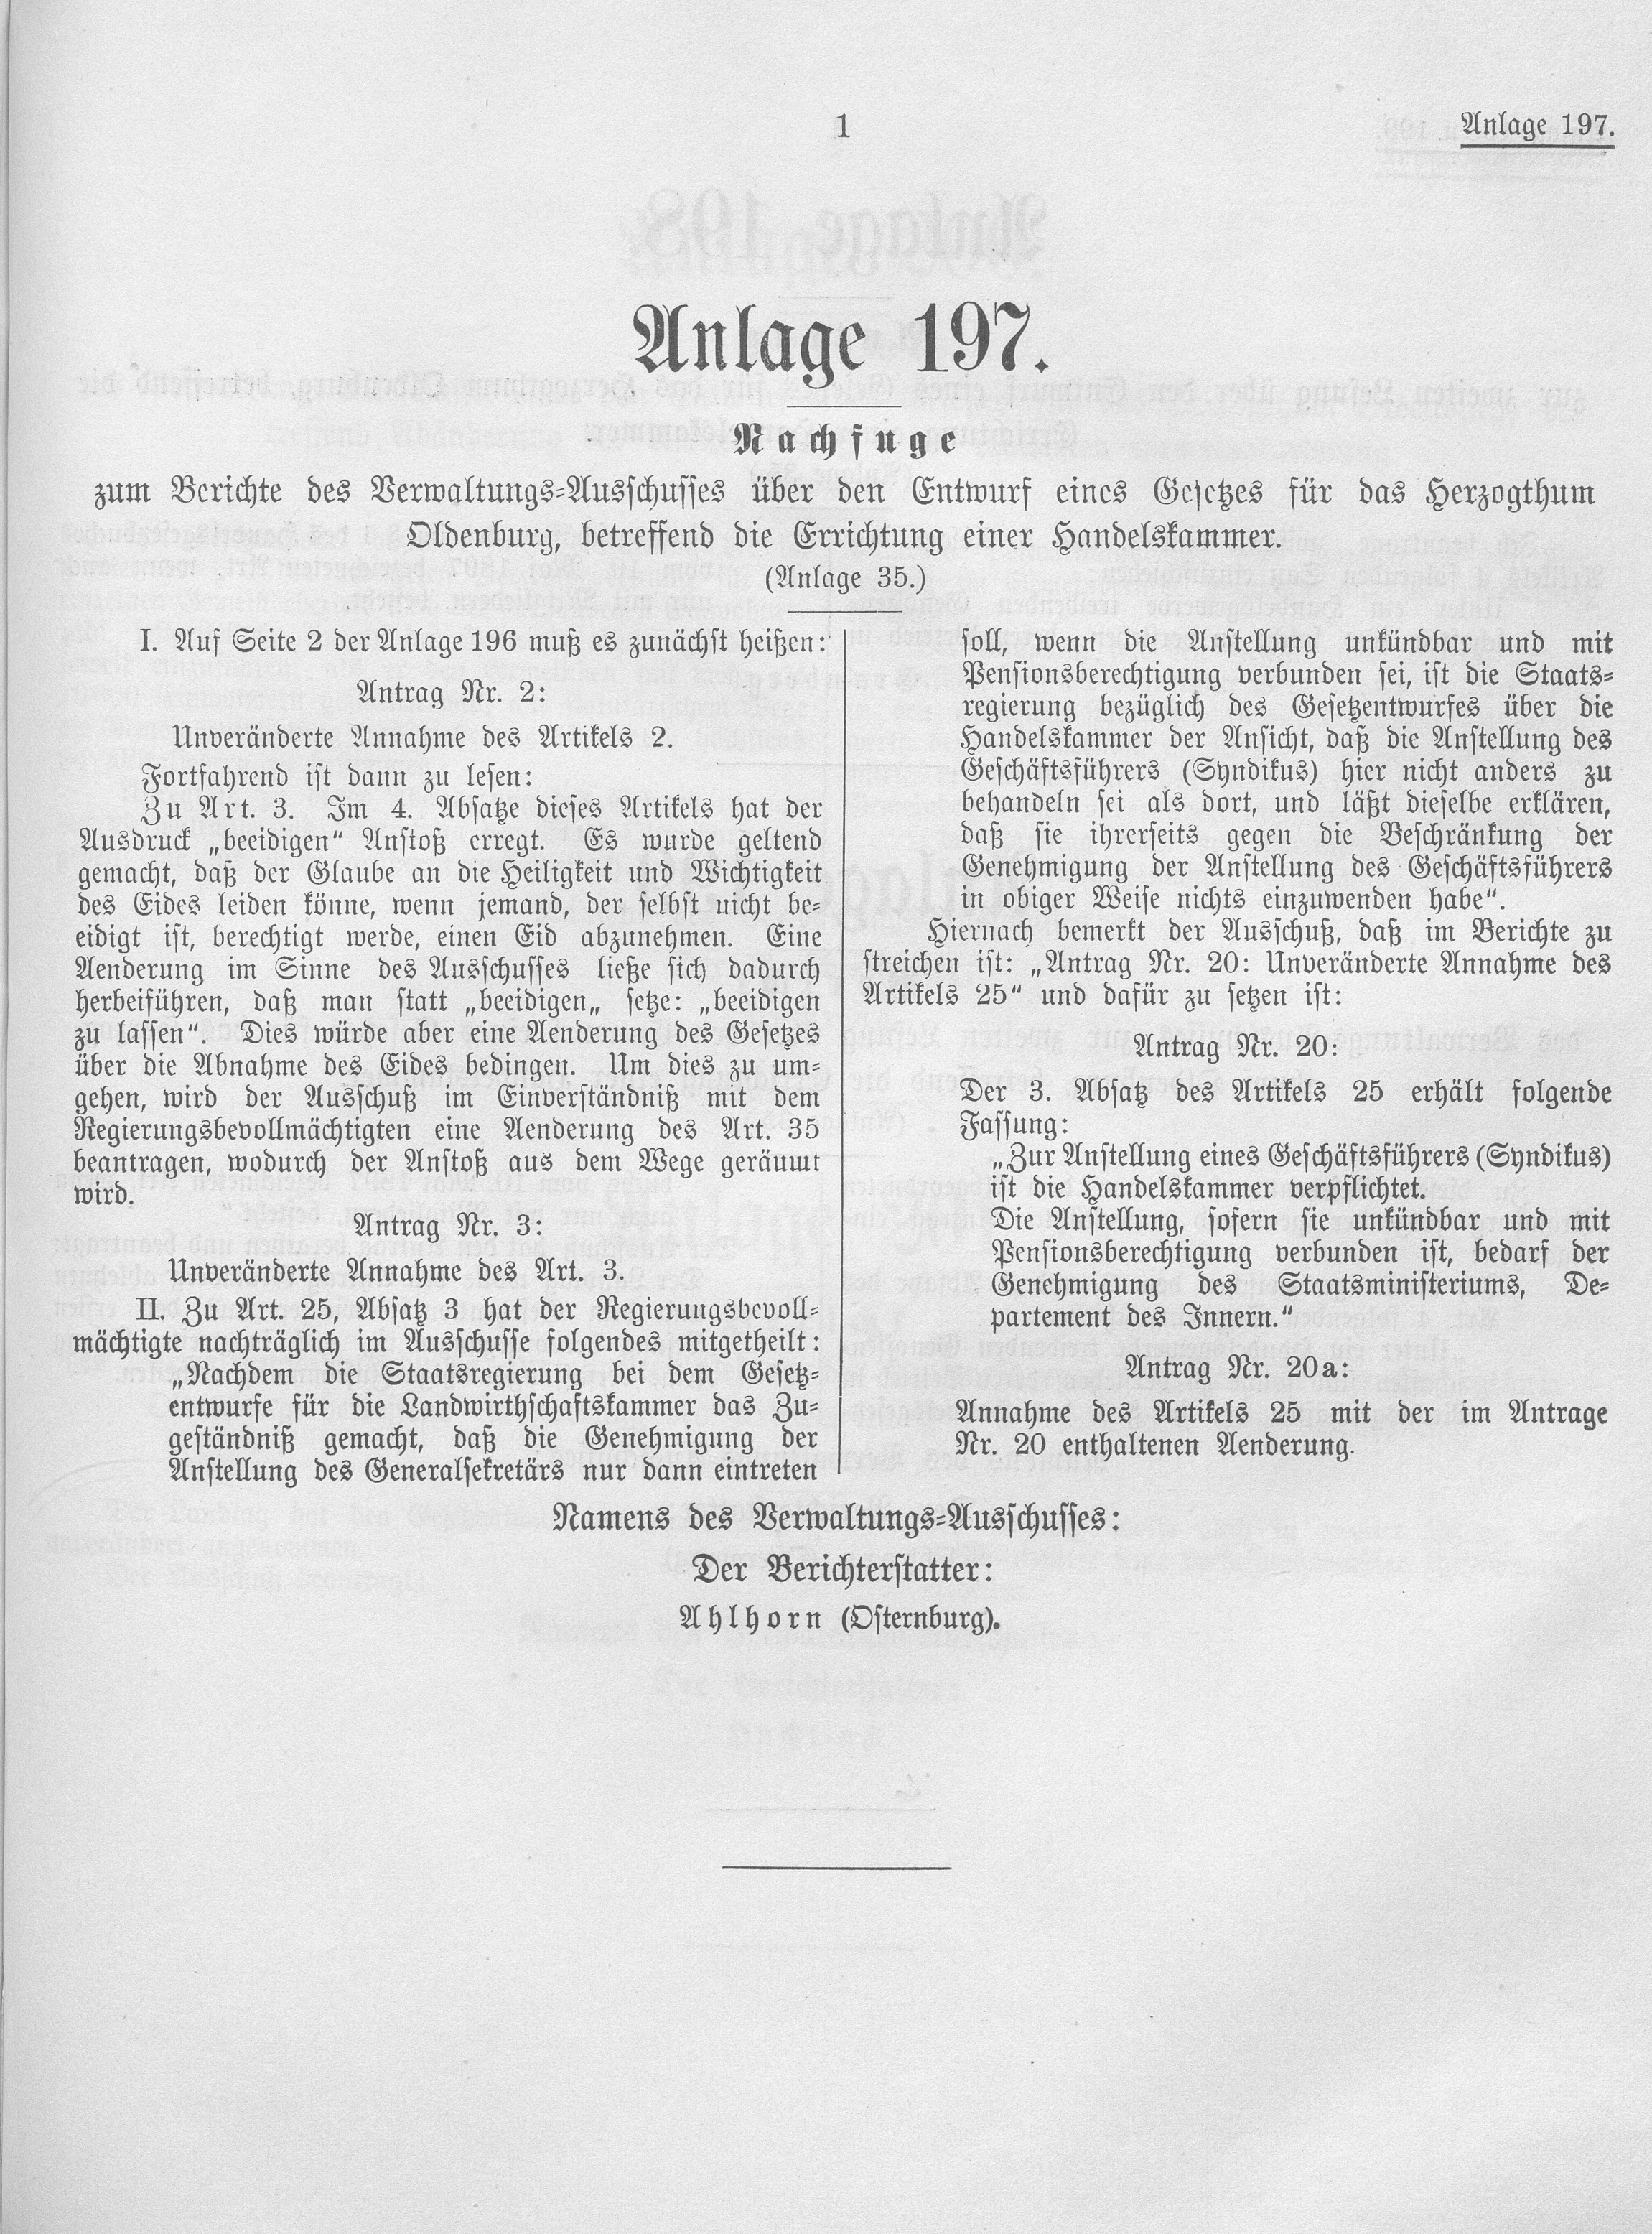 1
Anlage 197.
Anlage 197.
Nachfuge
zum Berichte des Verwaltungs-Ausschusses über den Entwurf eines Gesetzes für das Herzogthum
Oldenburg, betreffend die Errichtung einer Handelskammer.
(Anlage 35.)
I. Auf Seite 2 der Anlage 196 muß es zunächst heißen:
Antrag Nr. 2:
Unveränderte Annahme des Artikels 2.
Fortfahrend ist dann zu lesen:
Zu Art. 3. Im 4. Absatze dieses Artikels hat der
Ausdruck „beeidigen“ Anstoß erregt. Es wurde geltend
gemacht, daß der Glaube an die Heiligkeit und Wichtigkeit
des Eides leiden könne, wenn jemand, der selbst nicht be-
eidigt ist, berechtigt werde, einen Eid abzunehmen. Eine
Aenderung im Sinne des Ausschusses ließe sich dadurch
herbeiführen, daß man statt „beeidigen„ setze: „beeidigen
zu lassen“. Dies würde aber eine Aenderung des Gesetzes
über die Abnahme des Eides bedingen. Um dies zu um-
gehen, wird der Ausschuß im Einverständniß mit dem
Regierungsbevollmächtigten eine Aenderung des Art. 35
beantragen, wodurch der Anstoß aus dem Wege geräumt
wird.
Antrag Nr. 3:
Unveränderte Annahme des Art. 3.
II. Zu Art. 25, Absatz 3 hat der Regierungsbevoll-
mächtigte nachträglich im Ausschusse folgendes mitgetheilt:
„Nachdem die Staatsregierung bei dem Gesetz-
entwurfe für die Landwirthschaftskammer das Zu-
geständniß gemacht, daß die Genehmigung der
Anstellung des Generalsekretärs nur dann eintreten
soll, wenn die Anstellung unkündbar und mit
Pensionsberechtigung verbunden sei, ist die Staats-
regierung bezüglich des Gesetzentwurfes über die
Handelskammer der Ansicht, daß die Anstellung des
Geschäftsführers (Syndikus) hier nicht anders zu
behandeln sei als dort, und läßt dieselbe erklären,
daß sie ihrerseits gegen die Beschränkung der
Genehmigung der Anstellung des Geschäftsführers
in obiger Weise nichts einzuwenden habe“.
Hiernach bemerkt der Ausschuß, daß im Berichte zu
streichen ist: „Antrag Nr. 20: Unveränderte Annahme des
Artikels 25“ und dafür zu setzen ist:
Antrag Nr. 20:
Der 3. Absatz des Artikels 25 erhält folgende
Fassung:
„Zur Anstellung eines Geschäftsführers (Syndikus)
ist die Handelskammer verpflichtet.
Die Anstellung, sofern sie unkündbar und mit
Pensionsberechtigung verbunden ist, bedarf der
Genehmigung des Staatsministeriums, De-
partement des Innern.“
Antrag Nr. 20a:
Annahme des Artikels 25 mit der im Antrage
Nr. 20 enthaltenen Aenderung.
Namens des Verwaltungs-Ausschusses:
Der Berichterstatter:
Ahlhorn (Osternburg).